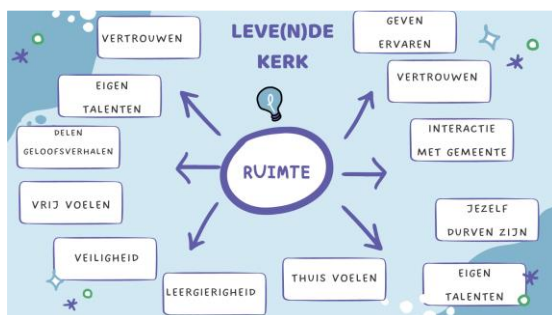 LEVE(N)DE
KERK
VERTROUWEN
EIGEN
TALENTEN
DELEN
GELOOFSVERHALEN
VRIJ VOELEN
VEILIGHEID
LEERGIERIGHEID
RUIMTE
GEVEN
ERVAREN
VERTROUWEN
INTERACTIE
MET GEMEENTE
JEZELF
DURVEN ZIJN
EIGEN
TALENTEN
THUIS VOELEN